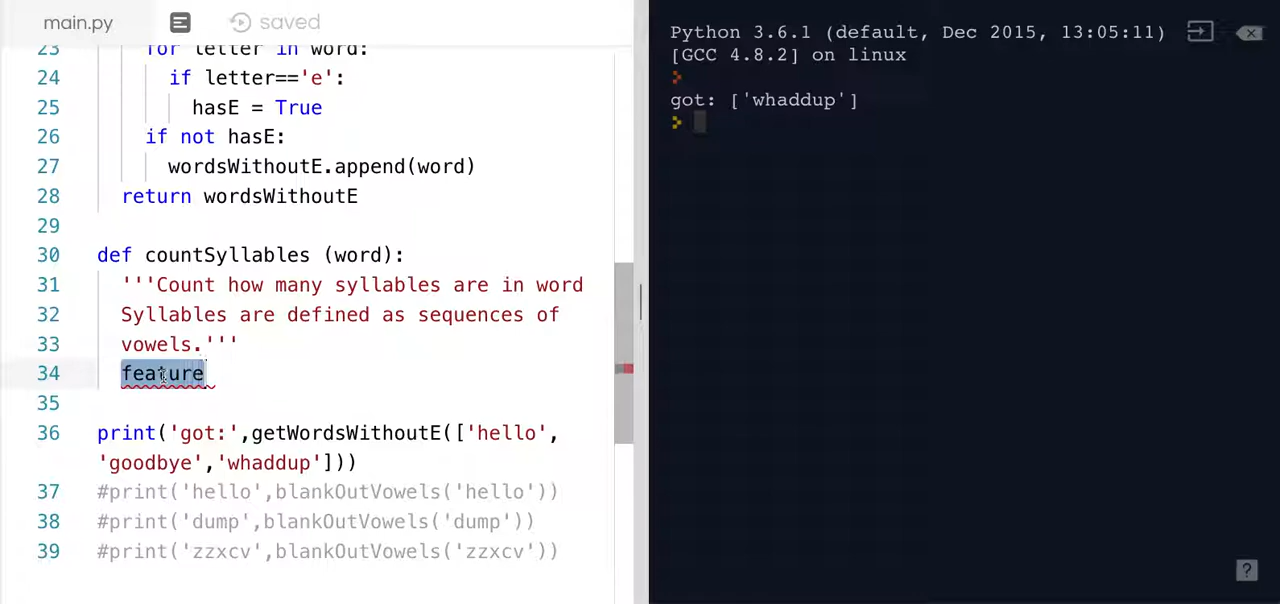 main.py saved
23 for letter in word:
24 if letter=='e':
25 hasE = True
26 if not hasE:
27 wordsWithoutE.append(word)
28 return wordsWithoutE
29
30 def countSyllables (word):
31 '''Count how many syllables are in word
32 Syllables are defined as sequences of
33 vowels.'''
34 feature
35
36 print('got:',getWordsWithoutE(['hello',
'goodbye','whaddup']))
37 #print('hello',blankOutVowels('hello'))
38 #print('dump',blankOutVowels('dump'))
39 #print('zzxcv',blankOutVowels('zzxcv'))
Python 3.6.1 (default, Dec 2015, 13:05:11)
[GCC 4.8.2] on linux
got: ['whaddup']
?